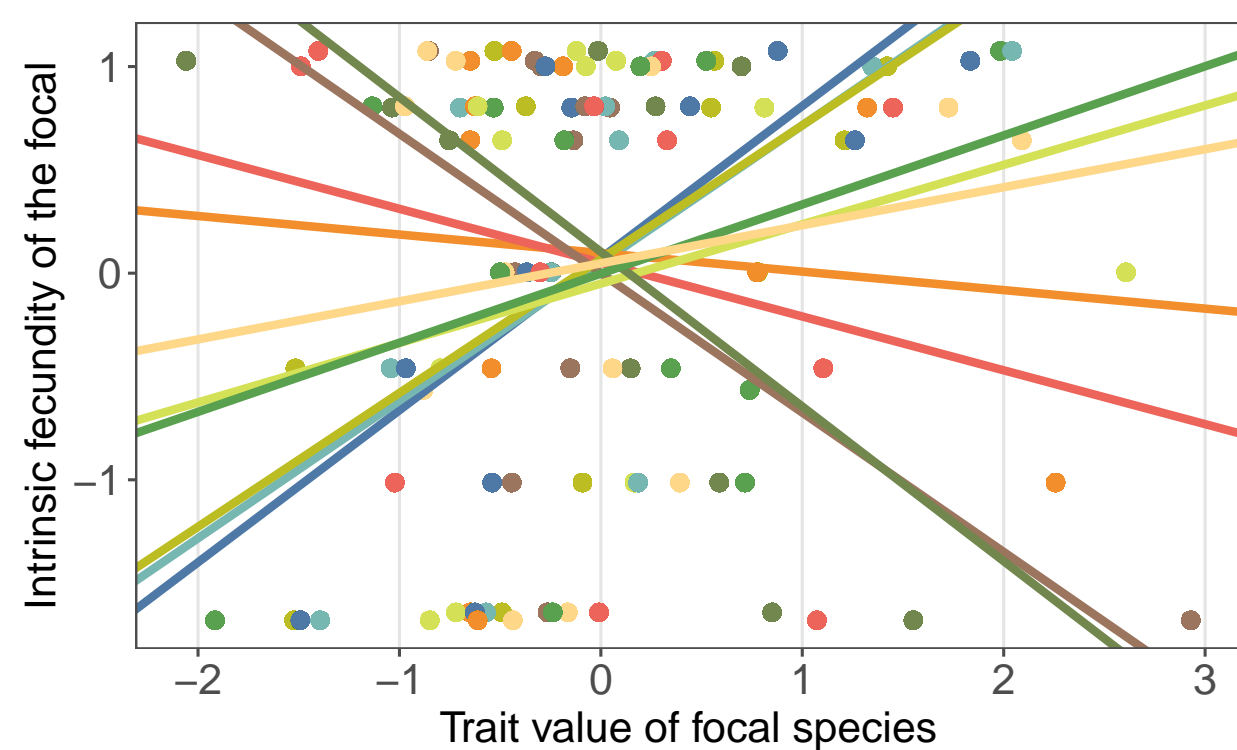 Intrinsic fecundity of the focal
1
0
−1
−2 −1 0 1 2 3
Trait value of focal species